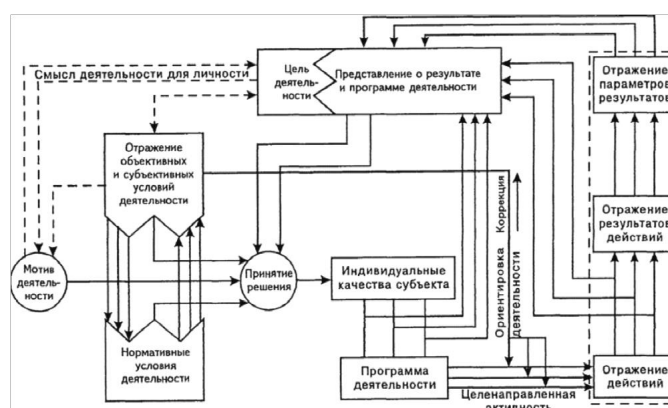 Смысл деятельности для личности
Цель
деятель-
ности
Представление о результате
и программе деятельности
Отражение
параметров
результатов
Отражение
объективных
и субъективных
условий
деятельности
Отражение
результатов
действий
Мотив
деятель-
ности
Принятие
решения
Индивидуальные
качества субъекта
Ориентировка Коррекция
деятельности
Нормативные
условия
деятельности
Программа
деятельности
Отражение
действий
Целенаправленная
активность